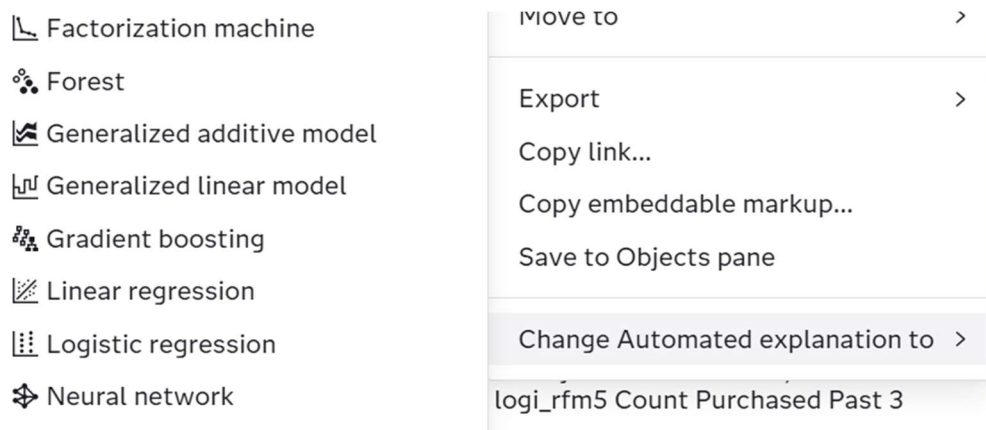 Factorization machine
Forest
Generalized additive model
Generalized linear model
Gradient boosting
Linear regression
Logistic regression
Neural network
Move to
Export
Copy link...
Copy embeddable markup...
Save to Objects pane
Change Automated explanation to
logi_rfm5 Count Purchased Past 3